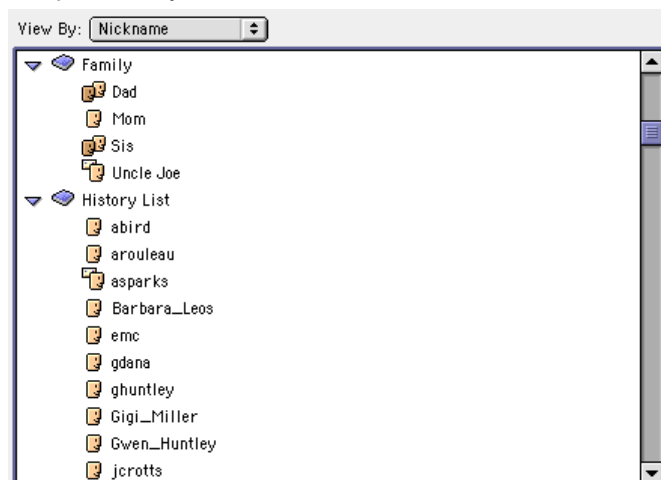 View By: Nickname
Family
Dad
Mom
Sis
Uncle Joe
History List
abird
arouleau
asparks
Barbara_Leos
emc
gdana
ghuntley
Gigi_Miller
Gwen_Huntley
jcrotts